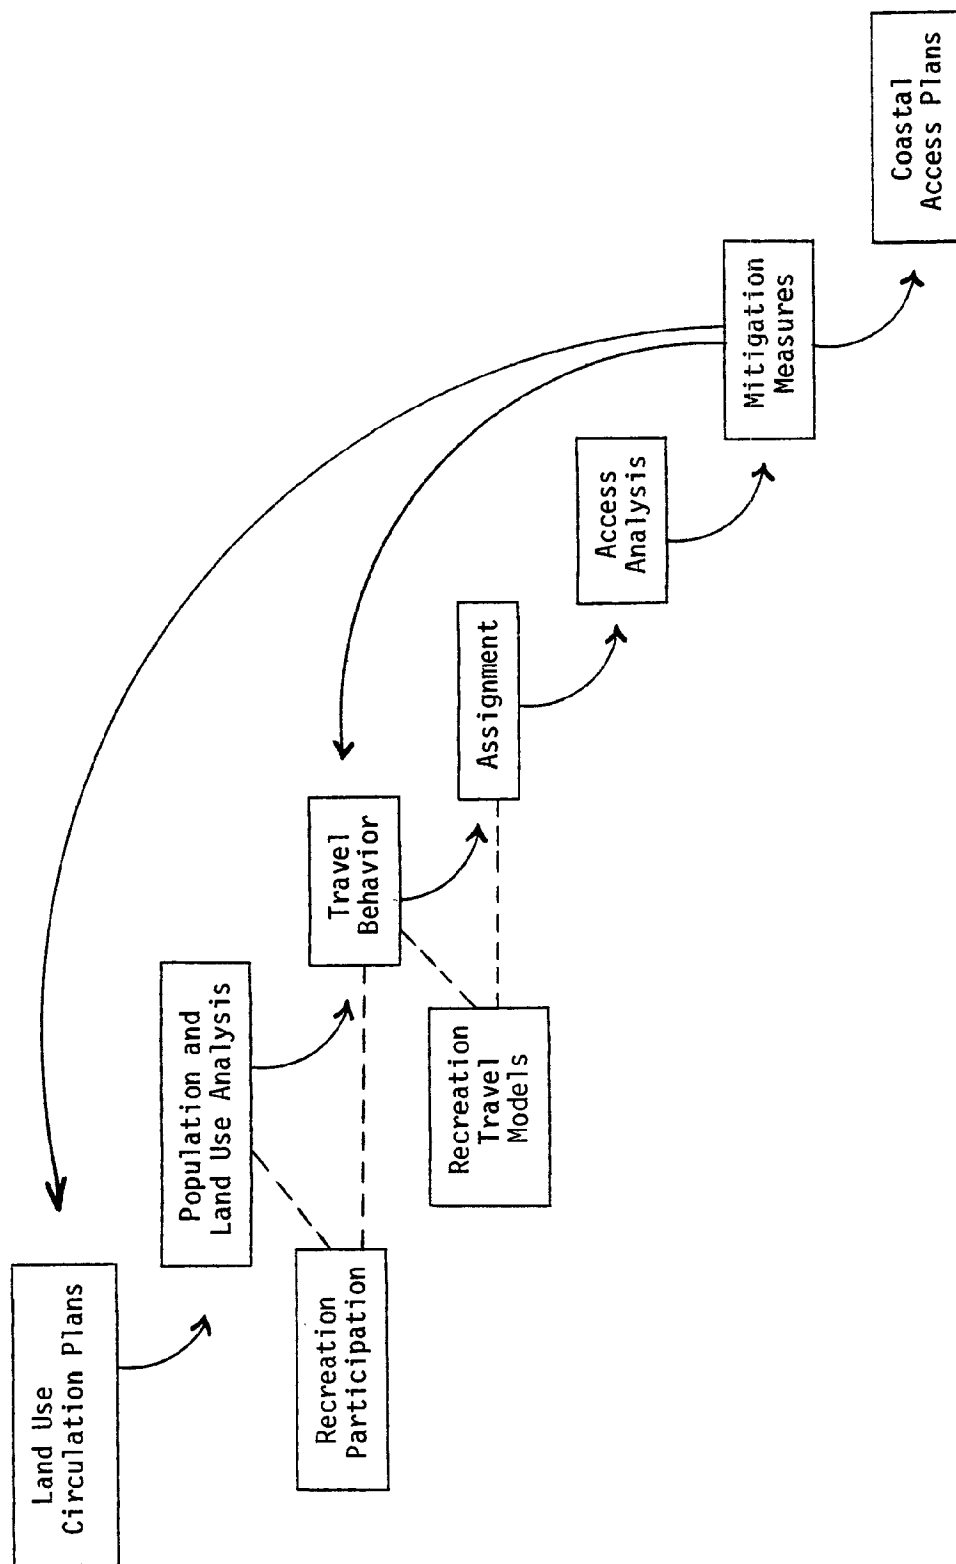 Land Use
Circulation Plans
Population and
Land Use Analysis
Recreation
Participation
Travel
Behavior
Recreation
Travel
Models
Assignment
Access
Analysis
Mitigation
Measures
Coastal
Access Plans